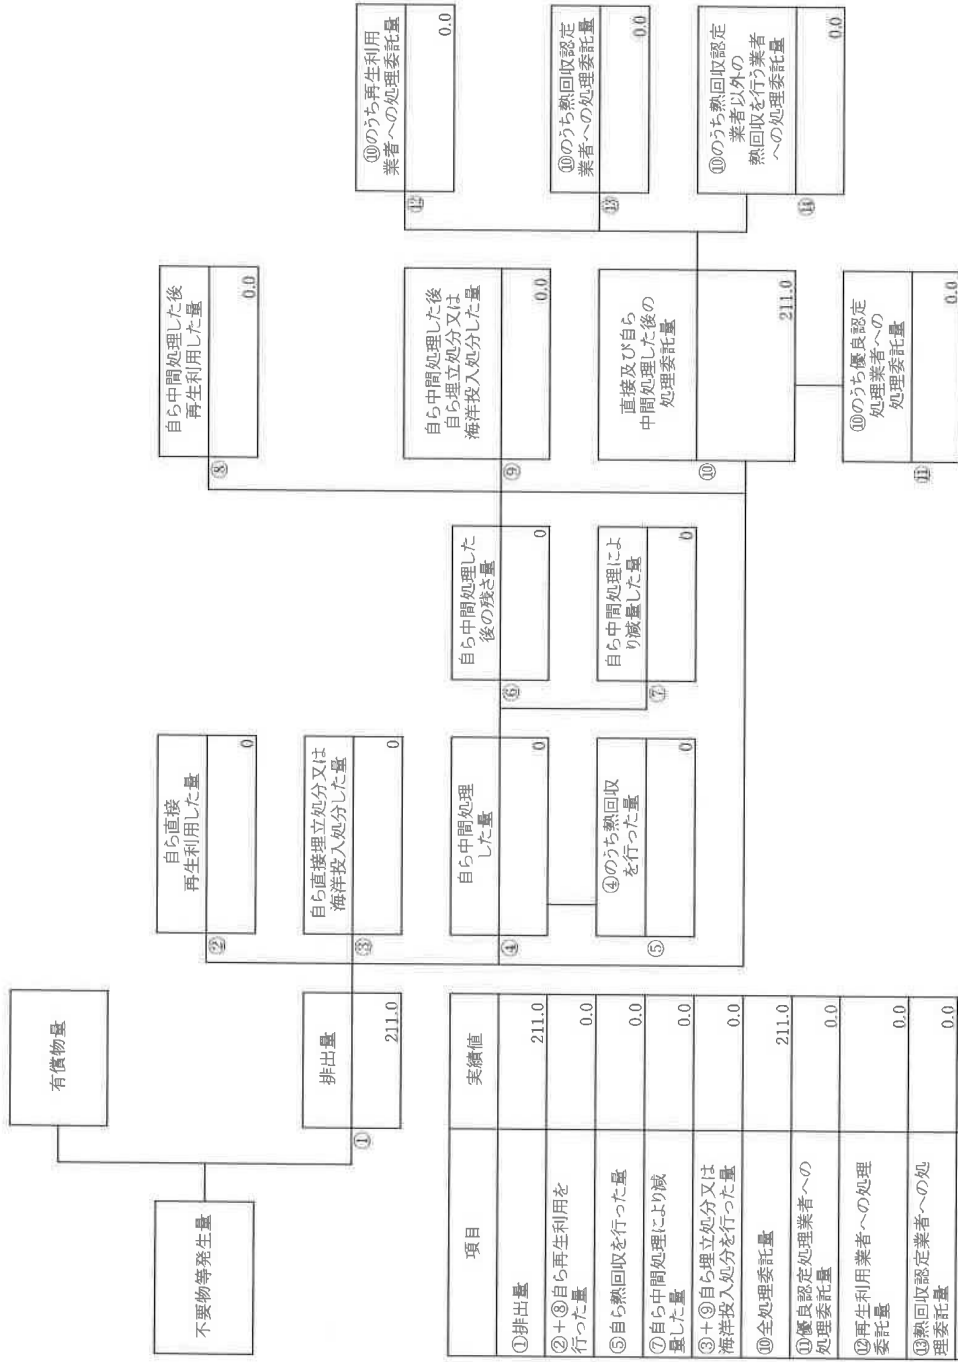 不要物等発生量
有償物量
①
排出量
211.0
②
自ら直接
再生利用した量
0
③
自ら直接埋立処分又は
海洋投入処分した量
0
④
自ら中間処理
した量
0
⑤
④のうち熱回収
を行った量
0
⑥
自ら中間処理した
後の残さ量
0
⑦
自ら中間処理によ
り減量した量
0
⑧
自ら中間処理した後
再生利用した量
0.0
⑨
自ら中間処理した後
自ら埋立処分又は
海洋投入処分した量
0.0
⑩
直接及び自ら
中間処理した後の
処理委託量
211.0
⑪
⑩のうち優良認定
処理業者への
処理委託量
0.0
⑫
⑩のうち再生利用
業者への処理委託量
0.0
⑬
⑩のうち熱回収認定
業者への処理委託量
0.0
⑭
⑩のうち熱回収認定
業者以外の
熱回収を行う業者
への処理委託量
0.0
項目
実績値
①排出量
211.0
②+⑧自ら再生利用を
行った量
0.0
⑤自ら熱回収を行った量
0.0
⑦自ら中間処理により減
量した量
0.0
③+⑨自ら埋立処分又は
海洋投入処分を行った量
0.0
⑩全処理委託量
211.0
⑪優良認定処理業者への
処理委託量
0.0
⑫再生利用業者への処理
委託量
0.0
⑬熱回収認定業者への処
理委託量
0.0